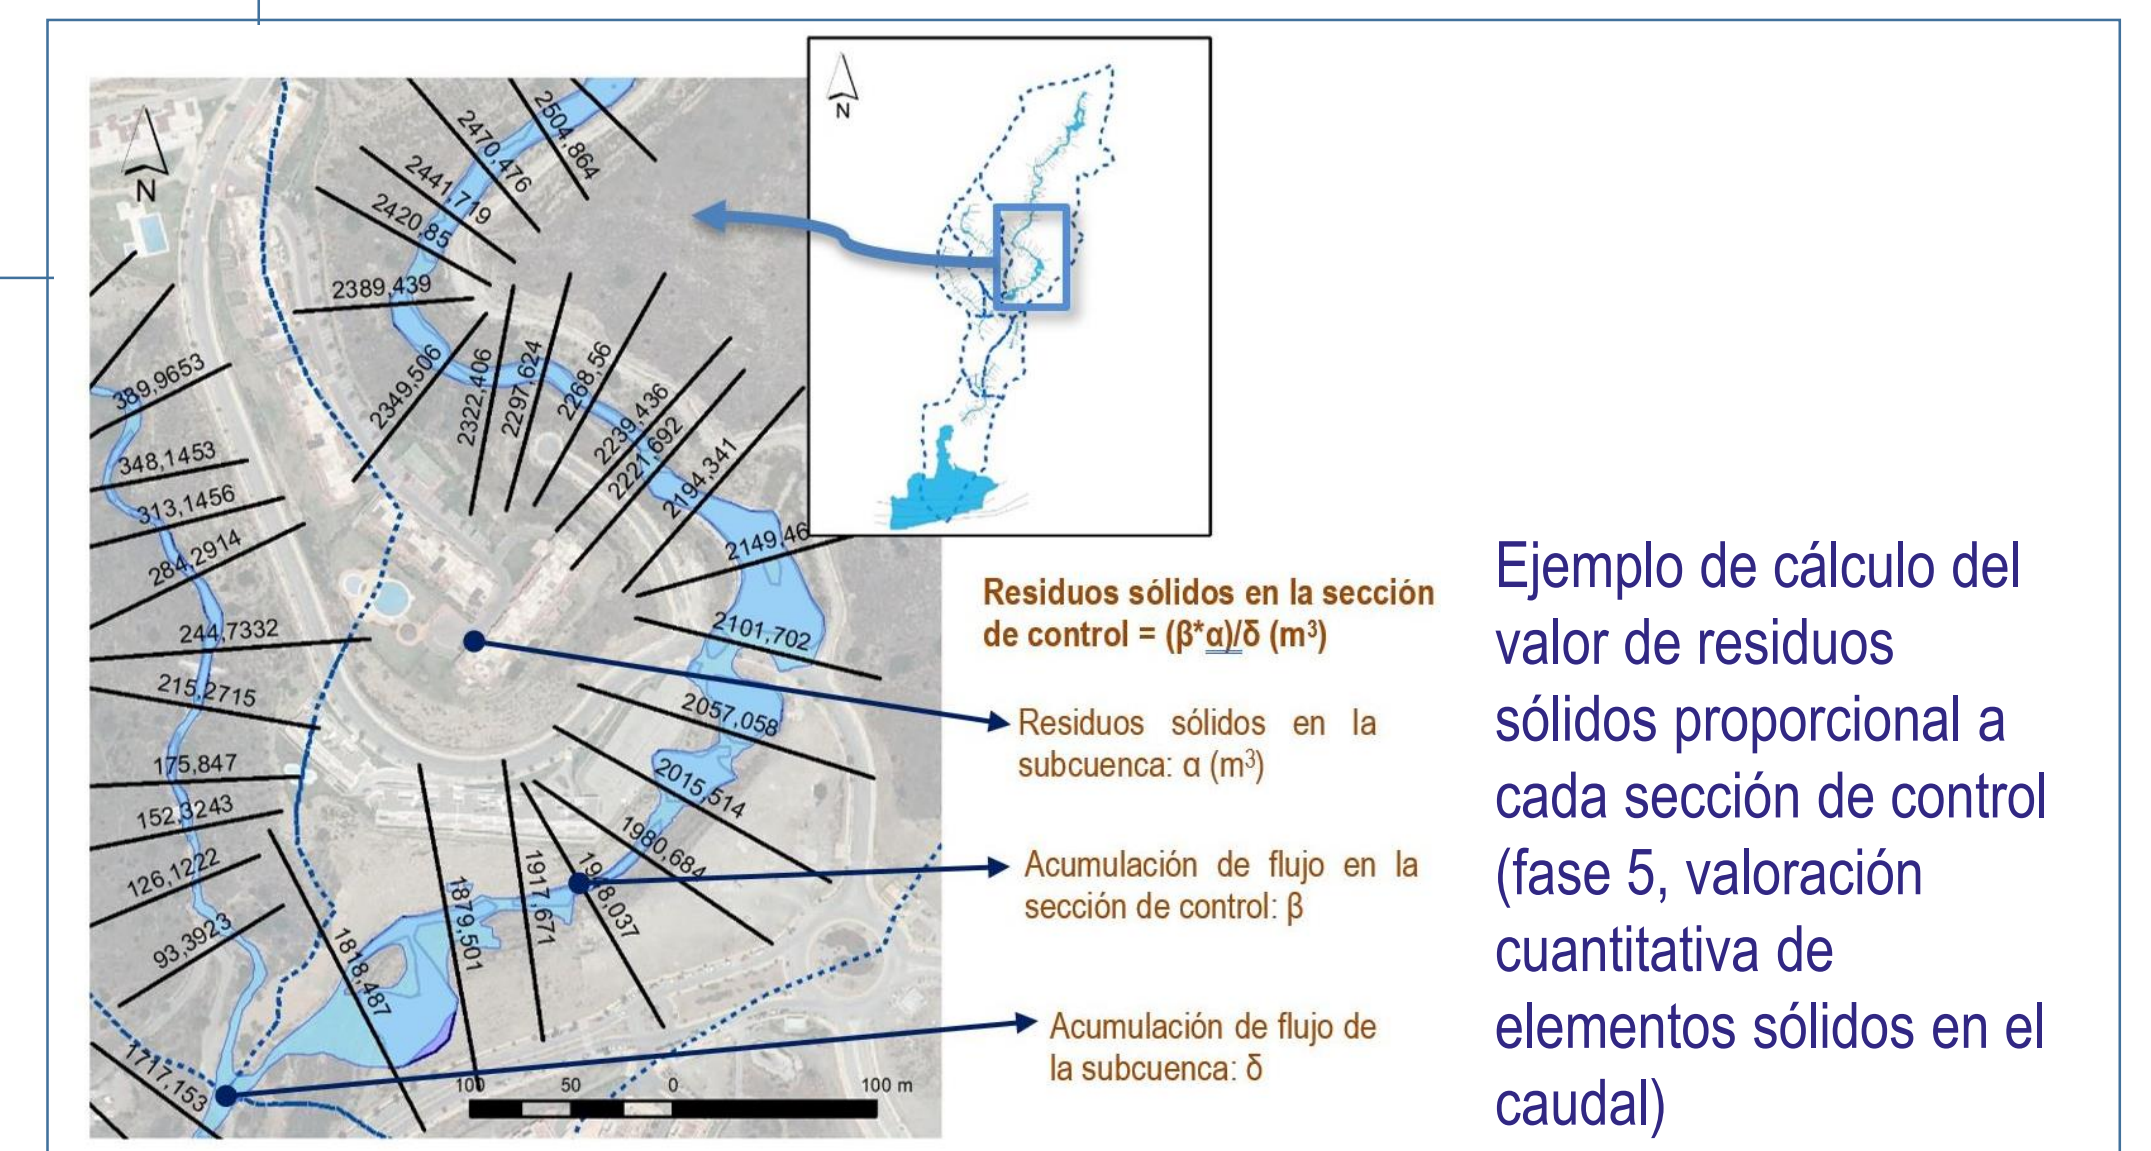 N
N
2504,864
2470,476
2441,719
2420,85
2389,439
2349,506
2322,406
2297,624
2268,56
2239,436
2221,692
2194,341
2149,46
2101,702
2057,058
2015,514
1980,684
1948,037
1917,671
1879,501
1818,487
1717,153
389,9653
348,1453
313,1456
284,2914
244,7332
215,2715
175,847
152,3243
126,1222
93,3923
100 50 0 100 m
Residuos sólidos en la sección
de control = (β*α)/δ (m³)
Residuos sólidos en la
subcuenca: α (m³)
Acumulación de flujo en la
sección de control: β
Acumulación de flujo de
la subcuenca: δ
Ejemplo de cálculo del
valor de residuos
sólidos proporcional a
cada sección de control
(fase 5, valoración
cuantitativa de
elementos sólidos en el
caudal)